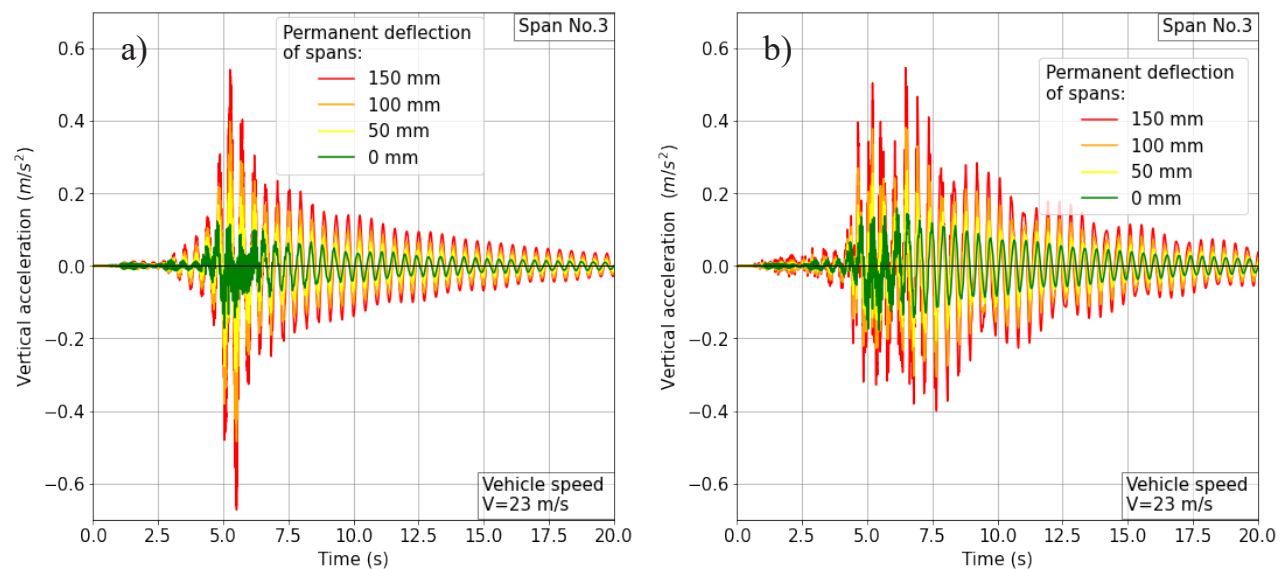 a)
Span No.3
Permanent deflection
of spans:
150 mm
100 mm
50 mm
0 mm
0.6
0.4
0.2
0.0
−0.2
−0.4
−0.6
Vertical acceleration (m/s²)
Vehicle speed
V=23 m/s
0.0 2.5 5.0 7.5 10.0 12.5 15.0 17.5 20.0
Time (s)
b)
Span No.3
Permanent deflection
of spans:
150 mm
100 mm
50 mm
0 mm
0.6
0.4
0.2
0.0
−0.2
−0.4
−0.6
Vertical acceleration (m/s²)
Vehicle speed
V=23 m/s
0.0 2.5 5.0 7.5 10.0 12.5 15.0 17.5 20.0
Time (s)